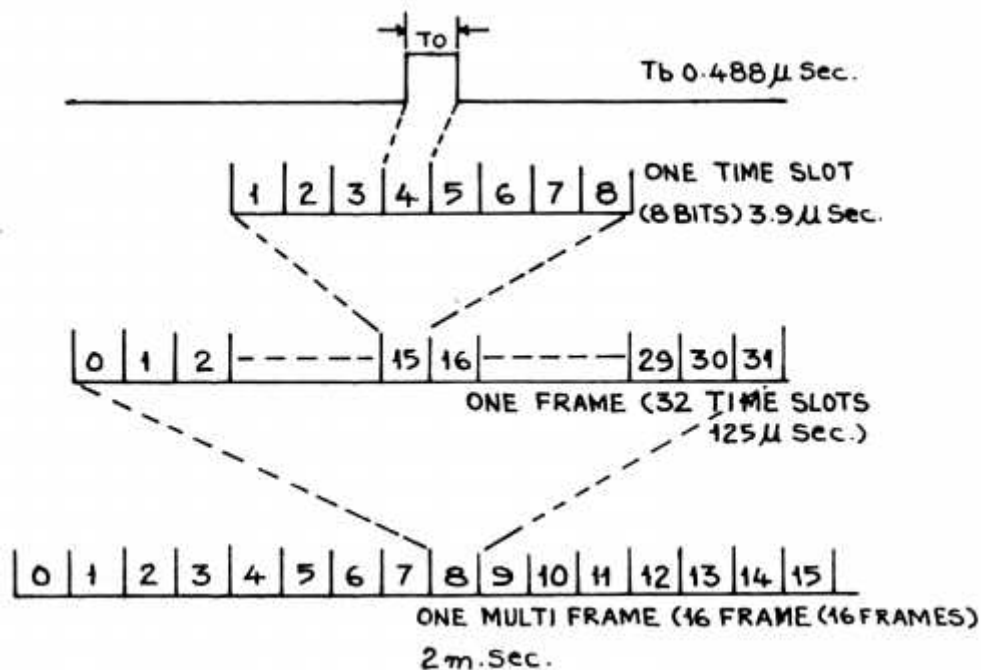 TO
Tb 0.488 μ Sec.
1 2 3 4 5 6 7 8
ONE TIME SLOT
(8 BITS) 3.9 μ Sec.
0 1 2 15 16 29 30 31
ONE FRAME (32 TIME SLOTS
125 μ Sec.)
0 1 2 3 4 5 6 7 8 9 10 11 12 13 14 15
ONE MULTI FRAME (16 FRAME (16 FRAMES)
2 m. Sec.